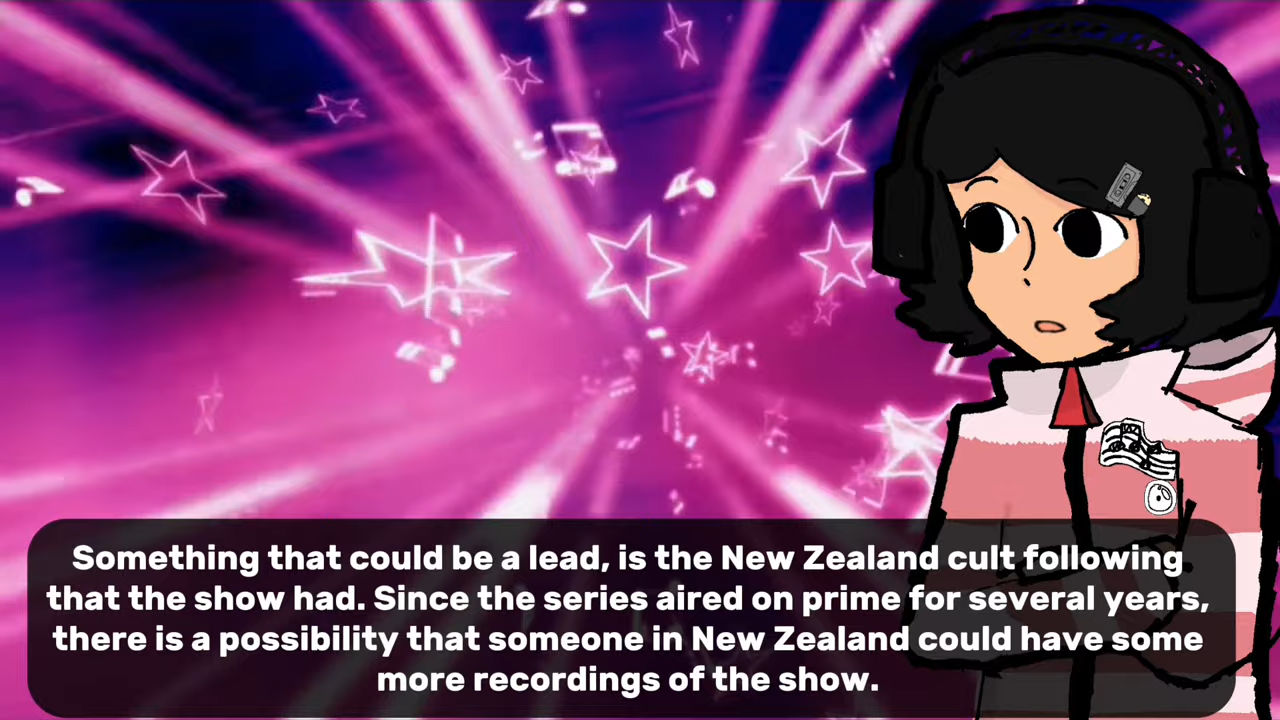 Something that could be a lead, is the New Zealand cult following
that the show had. Since the series aired on prime for several years,
there is a possibility that someone in New Zealand could have some
more recordings of the show.